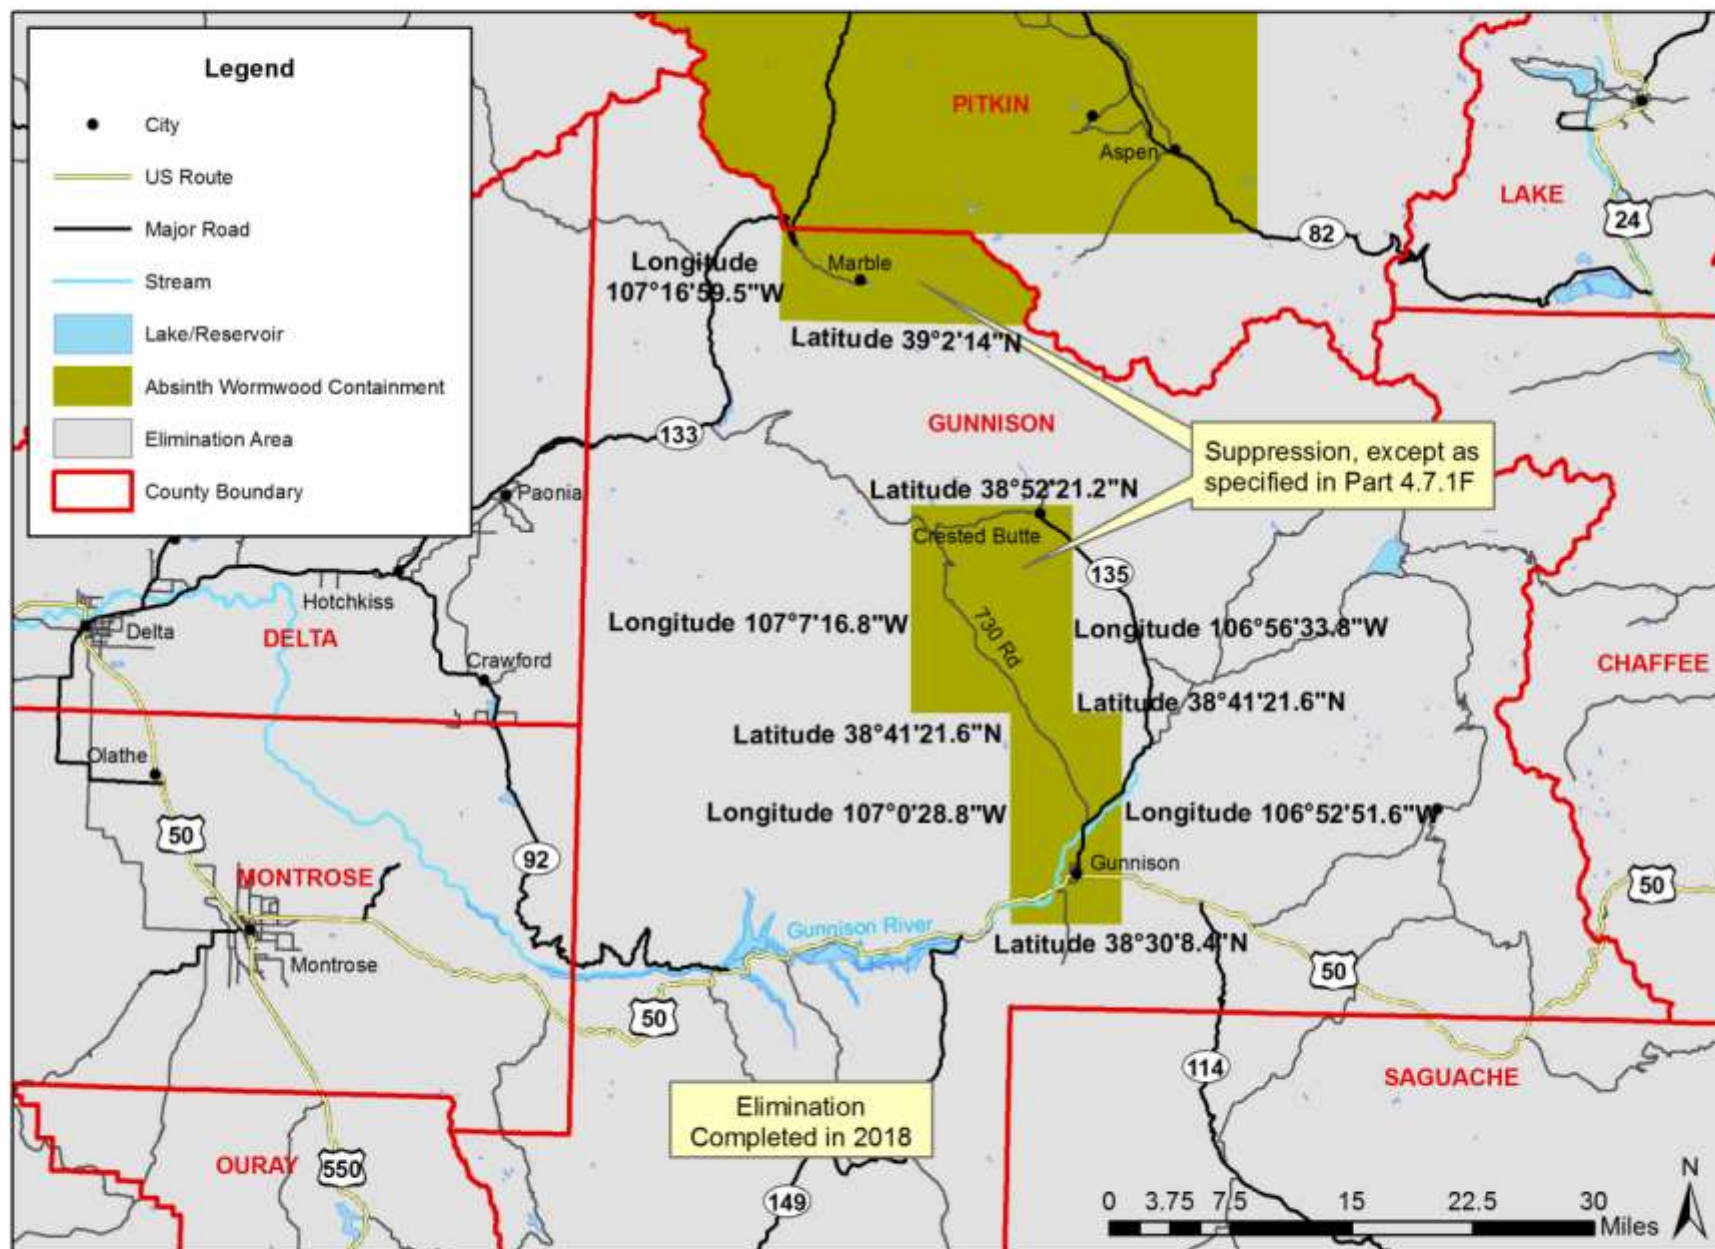 Legend
City
US Route
Major Road
Stream
Lake/Reservoir
Absinth Wormwood Containment
Elimination Area
County Boundary
PITKIN
Aspen
LAKE
24
82
Longitude
107°16'59.5"W
Marble
Latitude 39°2'14"N
GUNNISON
133
Suppression, except as
specified in Part 4.7.1F
Paonia
Latitude 38°52'21.2"N
Crested Butte
135
Hotchkiss
Delta
DELTA
Longitude 107°7'16.8"W
730 Rd
Longitude 106°56'33.8"W
CHAFFEE
Crawford
Latitude 38°41'21.6"N
Latitude 38°41'21.6"N
Olathe
50
Longitude 107°0'28.8"W
Longitude 106°52'51.6"W
92
Gunnison
50
MONTROSE
Gunnison River
Latitude 38°30'8.4"N
Montrose
50
50
114
SAGUACHE
Elimination
Completed in 2018
OURAY
550
149
N
0 3.75 7.5 15 22.5 30
Miles